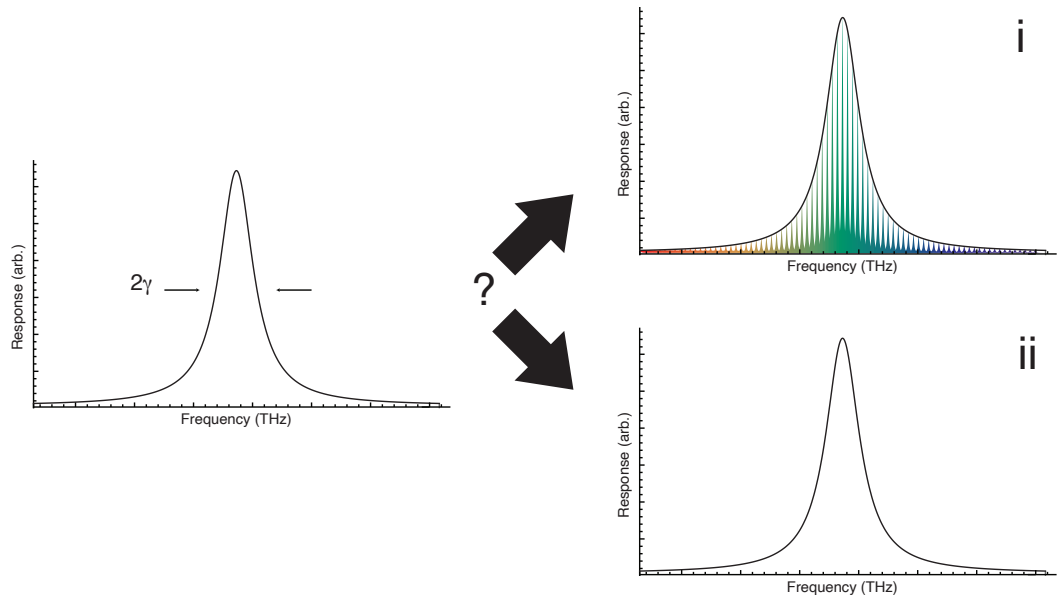 Response (arb.)
2γ
Frequency (THz)
?
i
Response (arb.)
Frequency (THz)
ii
Response (arb.)
Frequency (THz)